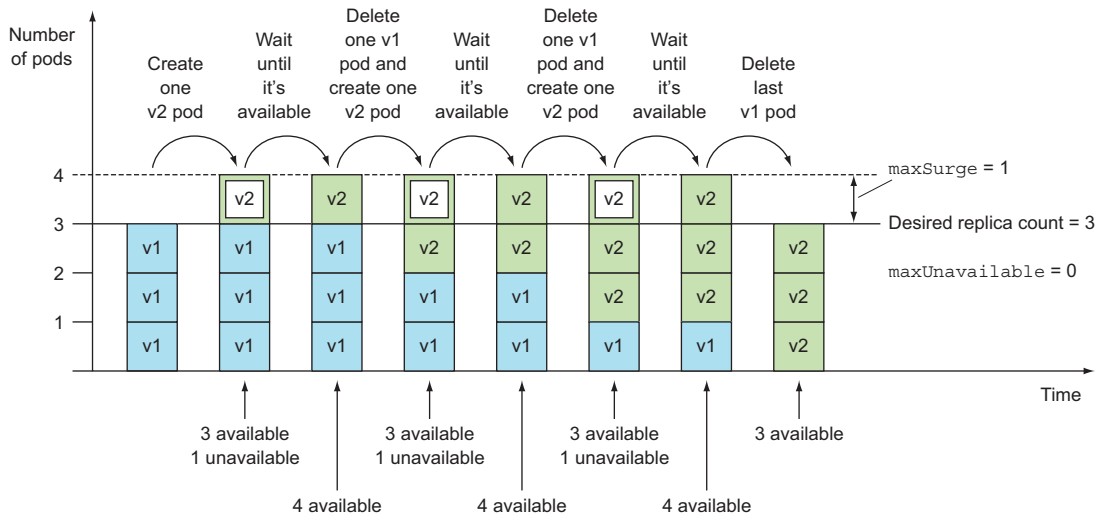 Number
of pods
Create
one
v2 pod
Wait
until
it's
available
Delete
one v1
pod and
create one
v2 pod
Wait
until
it's
available
Delete
one v1
pod and
create one
v2 pod
Wait
until
it's
available
Delete
last
v1 pod
4
3
2
1
v2 v2 v2 v2 v2 v2
v1 v1 v1 v2 v2 v2 v2 v2
v1 v1 v1 v1 v1 v2 v2 v2
v1 v1 v1 v1 v1 v1 v1 v2
maxSurge = 1
Desired replica count = 3
maxUnavailable = 0
Time
3 available
1 unavailable
4 available
3 available
1 unavailable
4 available
3 available
1 unavailable
4 available
3 available